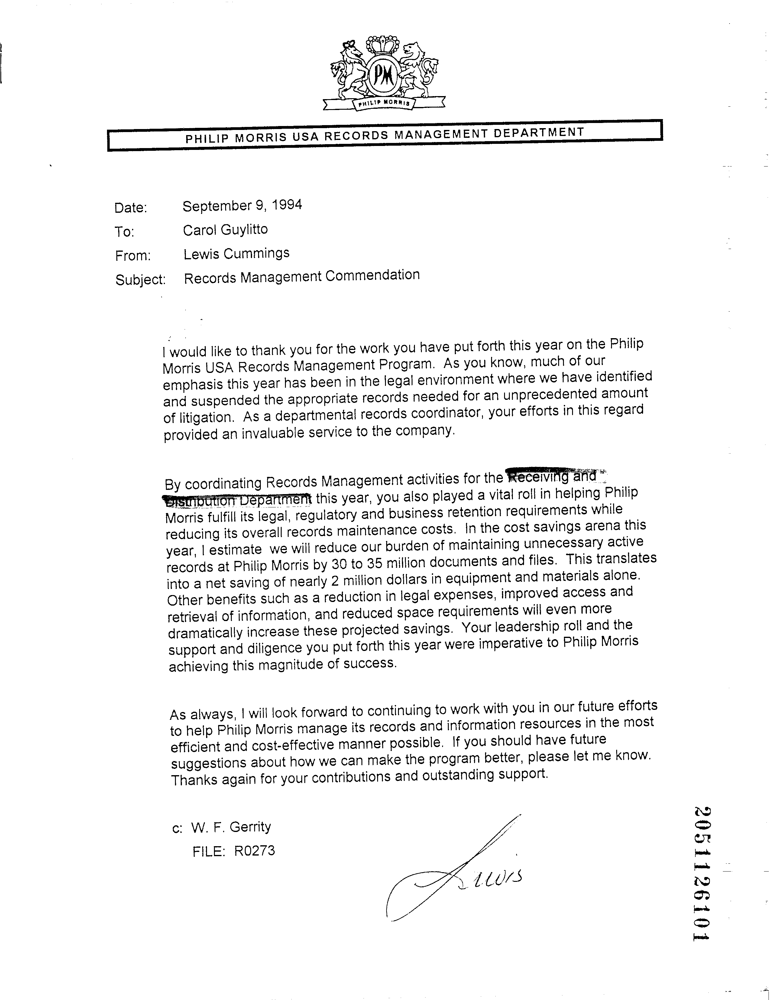 PM
PHILIP MORRIS
PHILIP MORRIS USA RECORDS MANAGEMENT DEPARTMENT
Date: September 9, 1994
To: Carol Guylitto
From: Lewis Cummings
Subject: Records Management Commendation
I would like to thank you for the work you have put forth this year on the Philip
Morris USA Records Management Program. As you know, much of our
emphasis this year has been in the legal environment where we have identified
and suspended the appropriate records needed for an unprecedented amount
of litigation. As a departmental records coordinator, your efforts in this regard
provided an invaluable service to the company.
By coordinating Records Management activities for the Receiving and
Distribution Department this year, you also played a vital roll in helping Philip
Morris fulfill its legal, regulatory and business retention requirements while
reducing its overall records maintenance costs. In the cost savings arena this
year, I estimate we will reduce our burden of maintaining unnecessary active
records at Philip Morris by 30 to 35 million documents and files. This translates
into a net saving of nearly 2 million dollars in equipment and materials alone.
Other benefits such as a reduction in legal expenses, improved access and
retrieval of information, and reduced space requirements will even more
dramatically increase these projected savings. Your leadership roll and the
support and diligence you put forth this year were imperative to Philip Morris
achieving this magnitude of success.
As always, I will look forward to continuing to work with you in our future efforts
to help Philip Morris manage its records and information resources in the most
efficient and cost-effective manner possible. If you should have future
suggestions about how we can make the program better, please let me know.
Thanks again for your contributions and outstanding support.
c: W. F. Gerrity
FILE: R0273
Lewis
2051126101